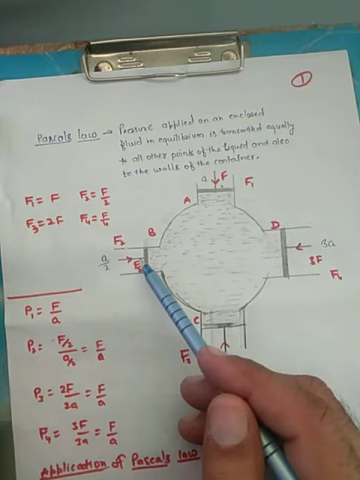 ①
Pascals law → Pressure applied on an enclosed
fluid in equilibrium is transmitted equally
to all other points of the liquid and also
to the walls of the container.
F₁ = F F₂ = F/2
F₃ = 2F F₄ = F/4
a F F₁
A
B
D
F₂
a/2
3a
3F
F₄
C
F₃
P₁ = F/a
P₂ = F/2 / a/2 = F/a
P₃ = 2F/2a = F/a
P₄ = 3F/3a = F/a
Application of Pascals law